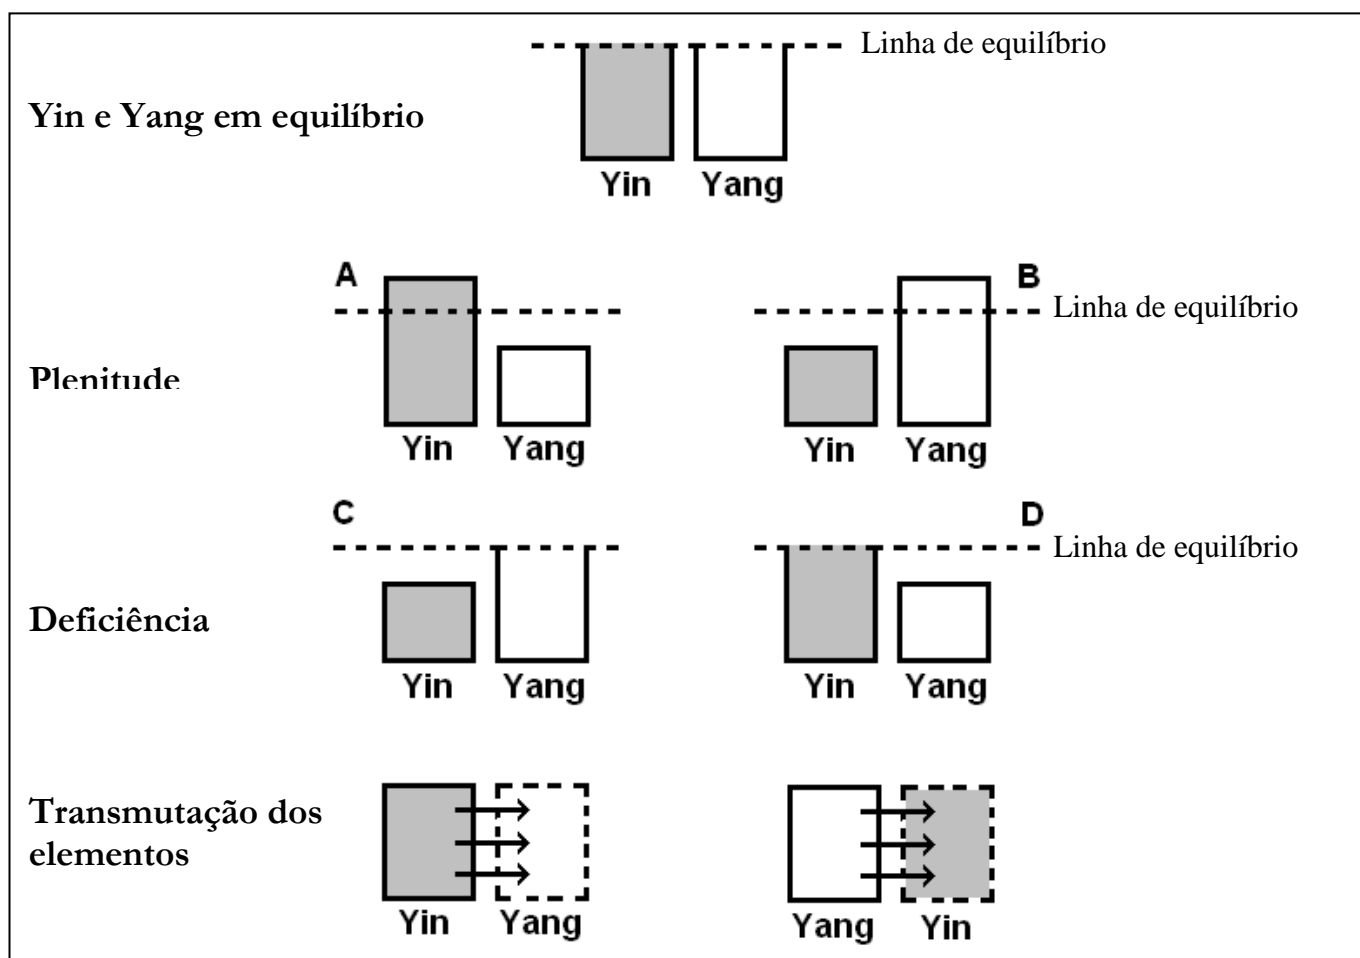 Linha de equilíbrio
Yin e Yang em equilíbrio
Yin Yang
A B
Linha de equilíbrio
Plenitude
Yin Yang Yin Yang
C D
Linha de equilíbrio
Deficiência
Yin Yang Yin Yang
Transmutação dos
elementos
Yin Yang Yang Yin